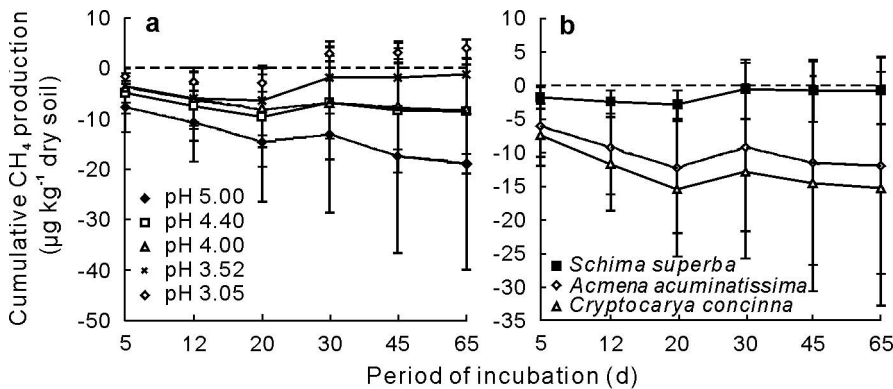 a
b
Cumulative CH₄ production
(μg kg⁻¹ dry soil)
10
0
-10
-20
-30
-40
-50
5 12 20 30 45 65
pH 5.00
pH 4.40
pH 4.00
pH 3.52
pH 3.05
10
5
0
-5
-10
-15
-20
-25
-30
-35
5 12 20 30 45 65
Schima superba
Acmena acuminatissima
Cryptocarya concinna
Period of incubation (d)